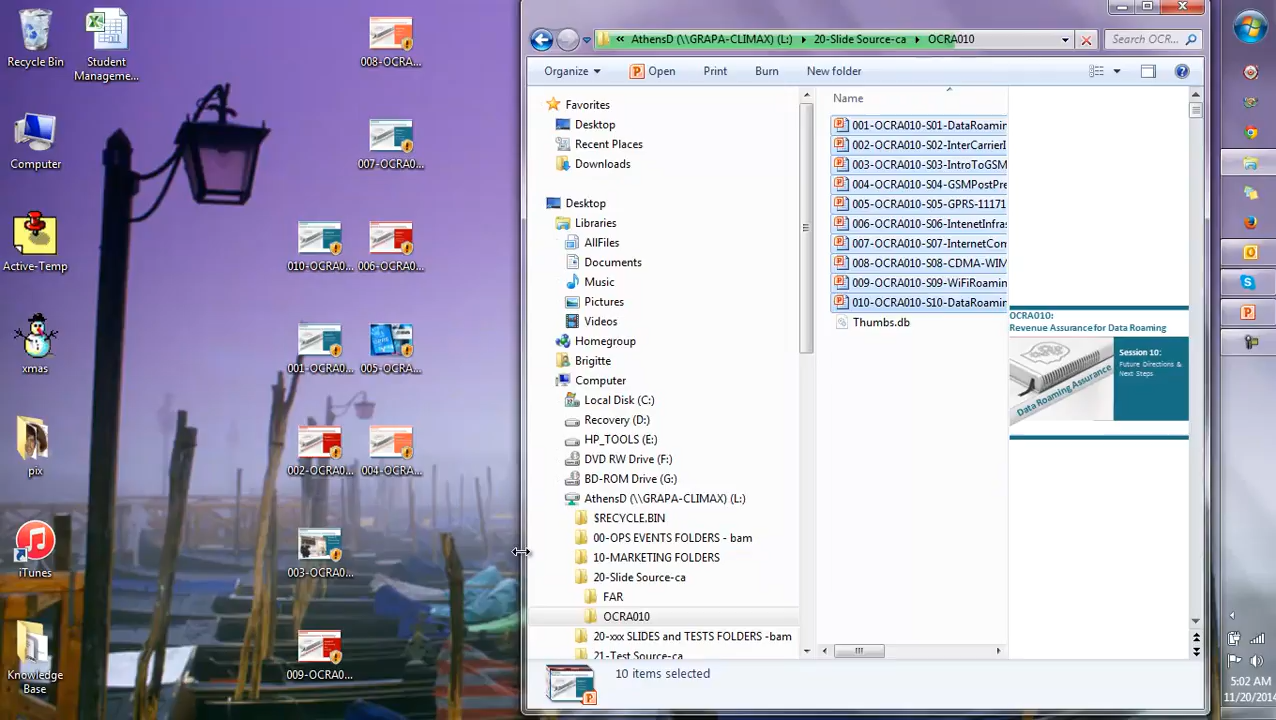 Recycle Bin
Student
Manageme...
008-OCRA0...
Computer
007-OCRA0...
Active-Temp
010-OCRA0...
006-OCRA0...
xmas
001-OCRA0...
005-OCRA...
pix
002-OCRA0...
004-OCRA...
iTunes
003-OCRA0...
Knowledge
Base
009-OCRA0...
« AthensD (\\GRAPA-CLIMAX) (L:) ▸ 20-Slide Source-ca ▸ OCRA010
Search OCR...
Organize
Open
Print
Burn
New folder
Favorites
Desktop
Recent Places
Downloads
Desktop
Libraries
AllFiles
Documents
Music
Pictures
Videos
Homegroup
Brigitte
Computer
Local Disk (C:)
Recovery (D:)
HP_TOOLS (E:)
DVD RW Drive (F:)
BD-ROM Drive (G:)
AthensD (\\GRAPA-CLIMAX) (L:)
$RECYCLE.BIN
00-OPS EVENTS FOLDERS - bam
10-MARKETING FOLDERS
20-Slide Source-ca
FAR
OCRA010
20-xxx SLIDES and TESTS FOLDERS -bam
21-Test Source-ca
Name
001-OCRA010-S01-DataRoamin
002-OCRA010-S02-InterCarrierI
003-OCRA010-S03-IntroToGSM
004-OCRA010-S04-GSMPostPre
005-OCRA010-S05-GPRS-11171
006-OCRA010-S06-IntenetInfras
007-OCRA010-S07-InternetCom
008-OCRA010-S08-CDMA-WIM
009-OCRA010-S09-WiFiRoamin
010-OCRA010-S10-DataRoamin
Thumbs.db
OCRA010:
Revenue Assurance for Data Roaming
Session 10:
Future Directions &
Next Steps
Data Roaming Assurance
10 items selected
5:02 AM
11/20/2014